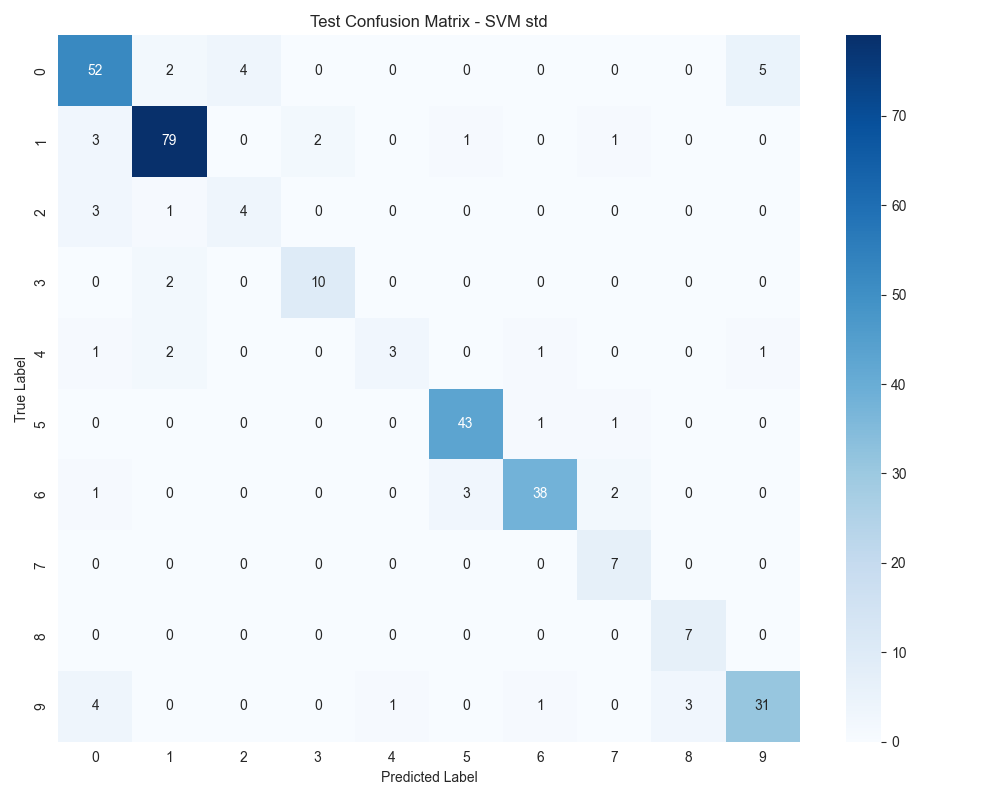 Test Confusion Matrix - SVM std
0 52 2 4 0 0 0 0 0 0 5
1 3 79 0 2 0 1 0 1 0 0
2 3 1 4 0 0 0 0 0 0 0
3 0 2 0 10 0 0 0 0 0 0
4 1 2 0 0 3 0 1 0 0 1
5 0 0 0 0 0 43 1 1 0 0
6 1 0 0 0 0 3 38 2 0 0
7 0 0 0 0 0 0 0 7 0 0
8 0 0 0 0 0 0 0 0 7 0
9 4 0 0 0 1 0 1 0 3 31
0 1 2 3 4 5 6 7 8 9
Predicted Label
True Label
70
60
50
40
30
20
10
0